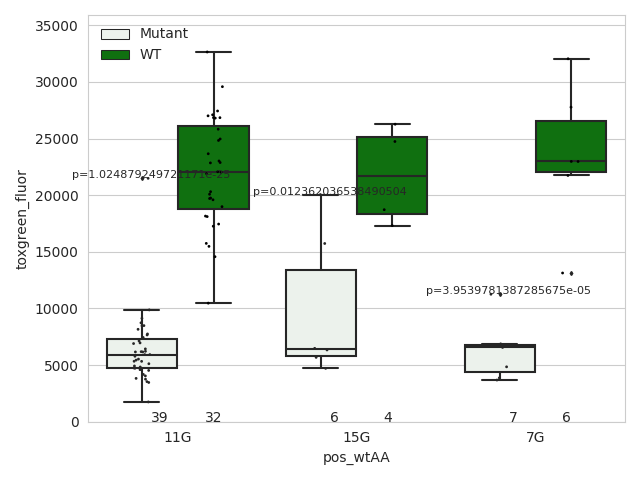 35000
Mutant
WT
30000
25000
p=1.024879249721171e-25
20000
p=0.012362036538490504
15000
p=3.9539781387285675e-05
10000
5000
0
39 32 6 4 7 6
11G 15G 7G
pos_wtAA
toxgreen_fluor